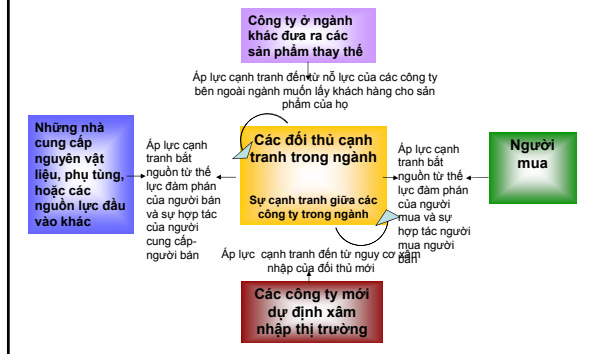 Công ty ở ngành
khác đưa ra các
sản phẩm thay thế
Áp lực cạnh tranh đến từ nỗ lực của các công ty
bên ngoài ngành muốn lấy khách hàng cho sản
phẩm của họ
Những nhà
cung cấp
nguyên vật
liệu, phụ tùng,
hoặc các
nguồn lực đầu
vào khác
Áp lực cạnh
tranh bắt
nguồn từ thế
lực đàm phán
của người bán
và sự hợp tác
của người
cung cấp-
người bán
Các đối thủ cạnh
tranh trong ngành
Sự cạnh tranh giữa các
công ty trong ngành
Áp lực cạnh
tranh bắt
nguồn từ thế
lực đàm phán
của người
mua và sự
hợp tác người
mua người
bán
Người
mua
Áp lực cạnh tranh đến từ nguy cơ xâm
nhập của đối thủ mới
Các công ty mới
dự định xâm
nhập thị trường